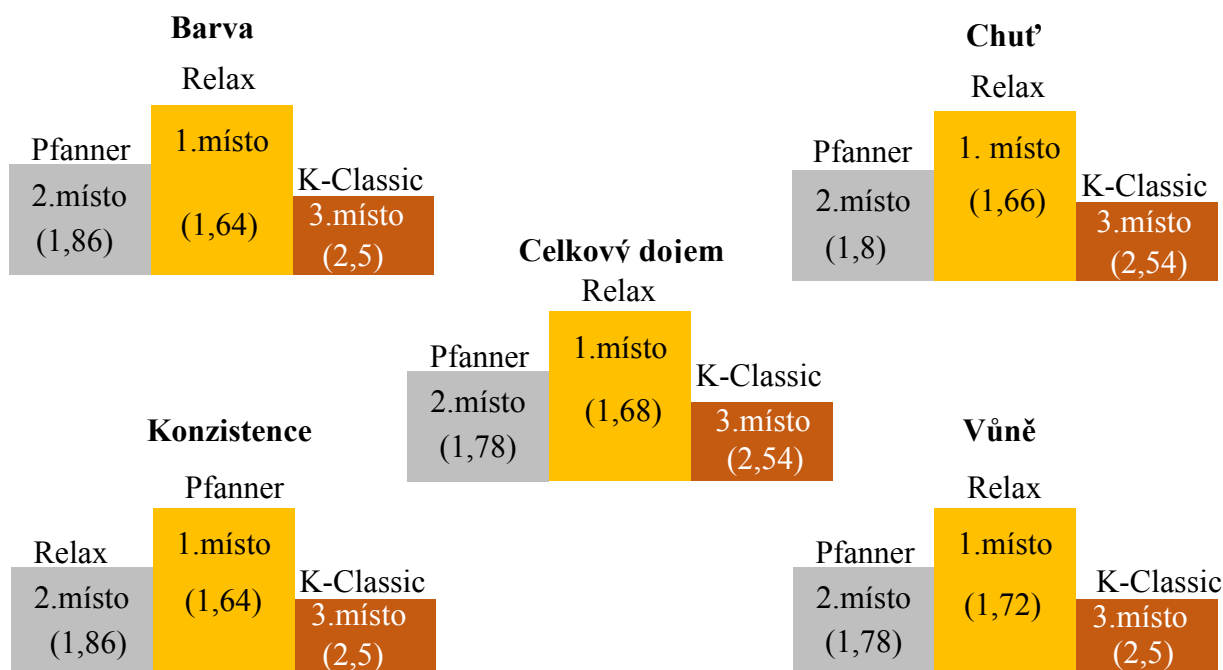 Barva
Relax
1.místo
(1,64)
Pfanner
2.místo
(1,86)
K-Classic
3.místo
(2,5)
Chuť
Relax
1. místo
(1,66)
Pfanner
2.místo
(1,8)
K-Classic
3.místo
(2,54)
Celkový dojem
Relax
1.místo
(1,68)
Pfanner
2.místo
(1,78)
K-Classic
3.místo
(2,54)
Konzistence
Pfanner
1.místo
(1,64)
Relax
2.místo
(1,86)
K-Classic
3.místo
(2,5)
Vůně
Relax
1.místo
(1,72)
Pfanner
2.místo
(1,78)
K-Classic
3.místo
(2,5)